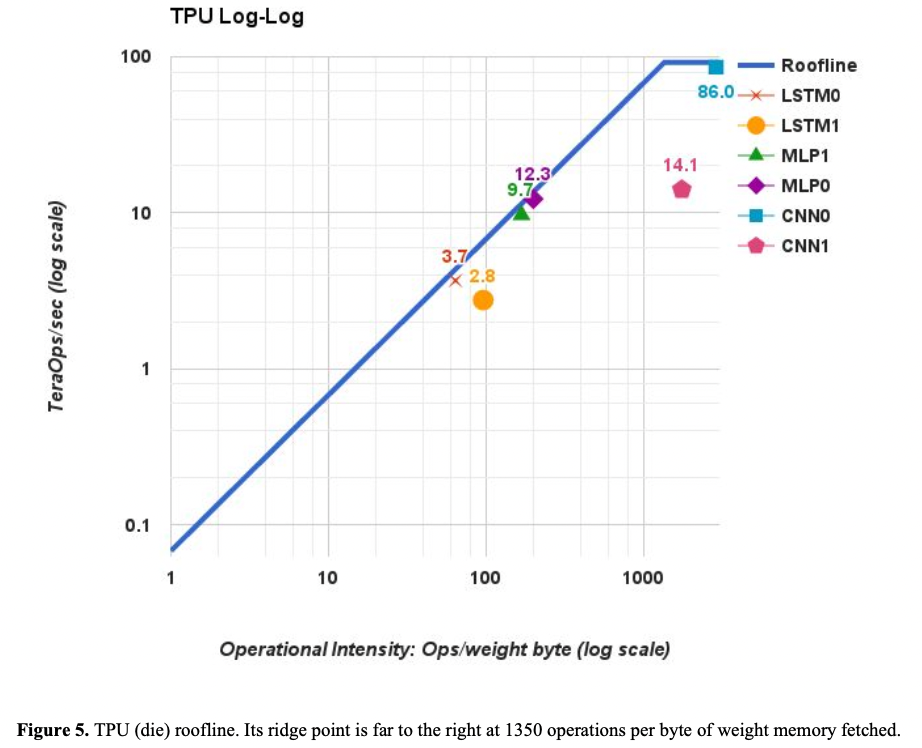 TPU Log-Log
100
10
1
0.1
TeraOps/sec (log scale)
86.0
14.1
12.3
9.7
3.7
2.8
Roofline
LSTM0
LSTM1
MLP1
MLP0
CNN0
CNN1
1 10 100 1000
Operational Intensity: Ops/weight byte (log scale)
Figure 5. TPU (die) roofline. Its ridge point is far to the right at 1350 operations per byte of weight memory fetched.